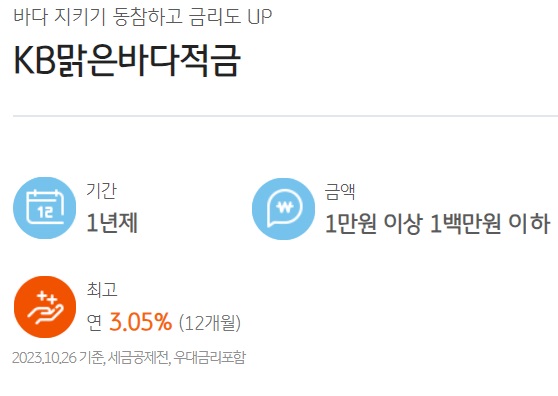 바다 지키기 동참하고 금리도 UP
KB맑은바다적금
기간
12
1년제
금액
₩
1만원 이상 1백만원 이하
최고
연 3.05% (12개월)
2023.10.26 기준, 세금공제전, 우대금리포함